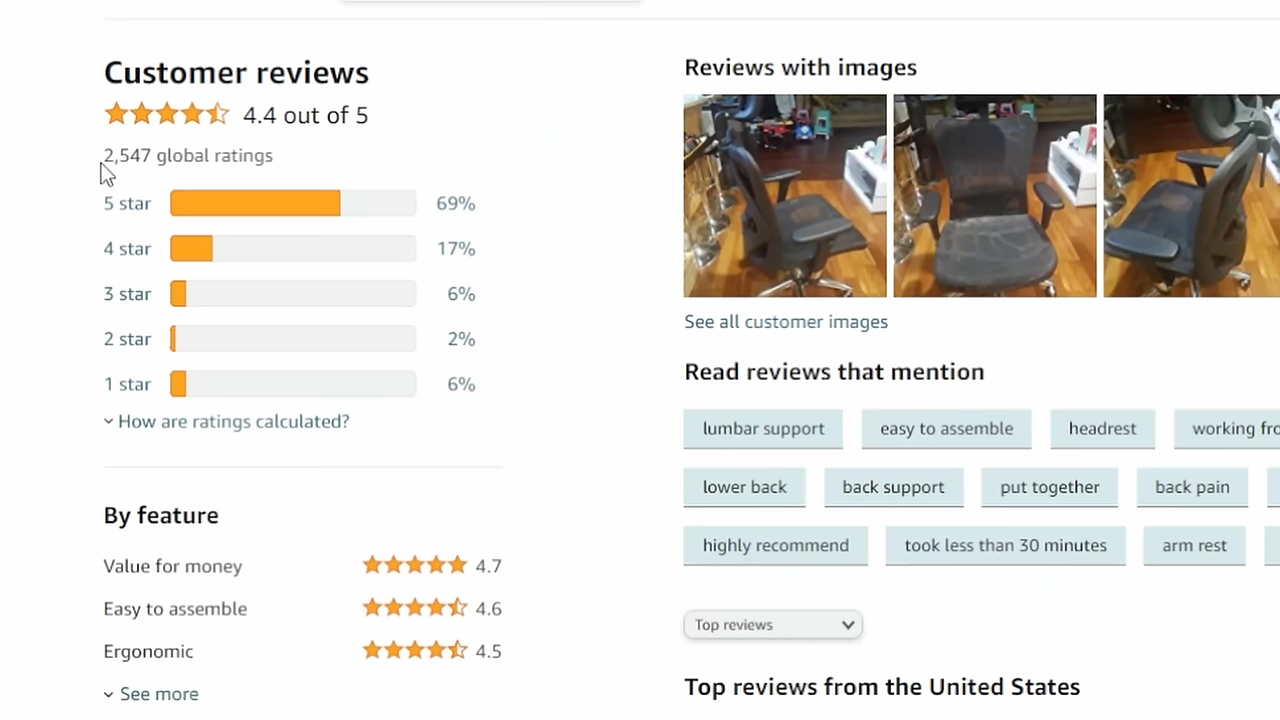 Customer reviews
4.4 out of 5
2,547 global ratings
5 star 69%
4 star 17%
3 star 6%
2 star 2%
1 star 6%
How are ratings calculated?
By feature
Value for money 4.7
Easy to assemble 4.6
Ergonomic 4.5
See more
Reviews with images
See all customer images
Read reviews that mention
lumbar support easy to assemble headrest working
lower back back support put together back pain
highly recommend took less than 30 minutes arm rest
Top reviews
Top reviews from the United States